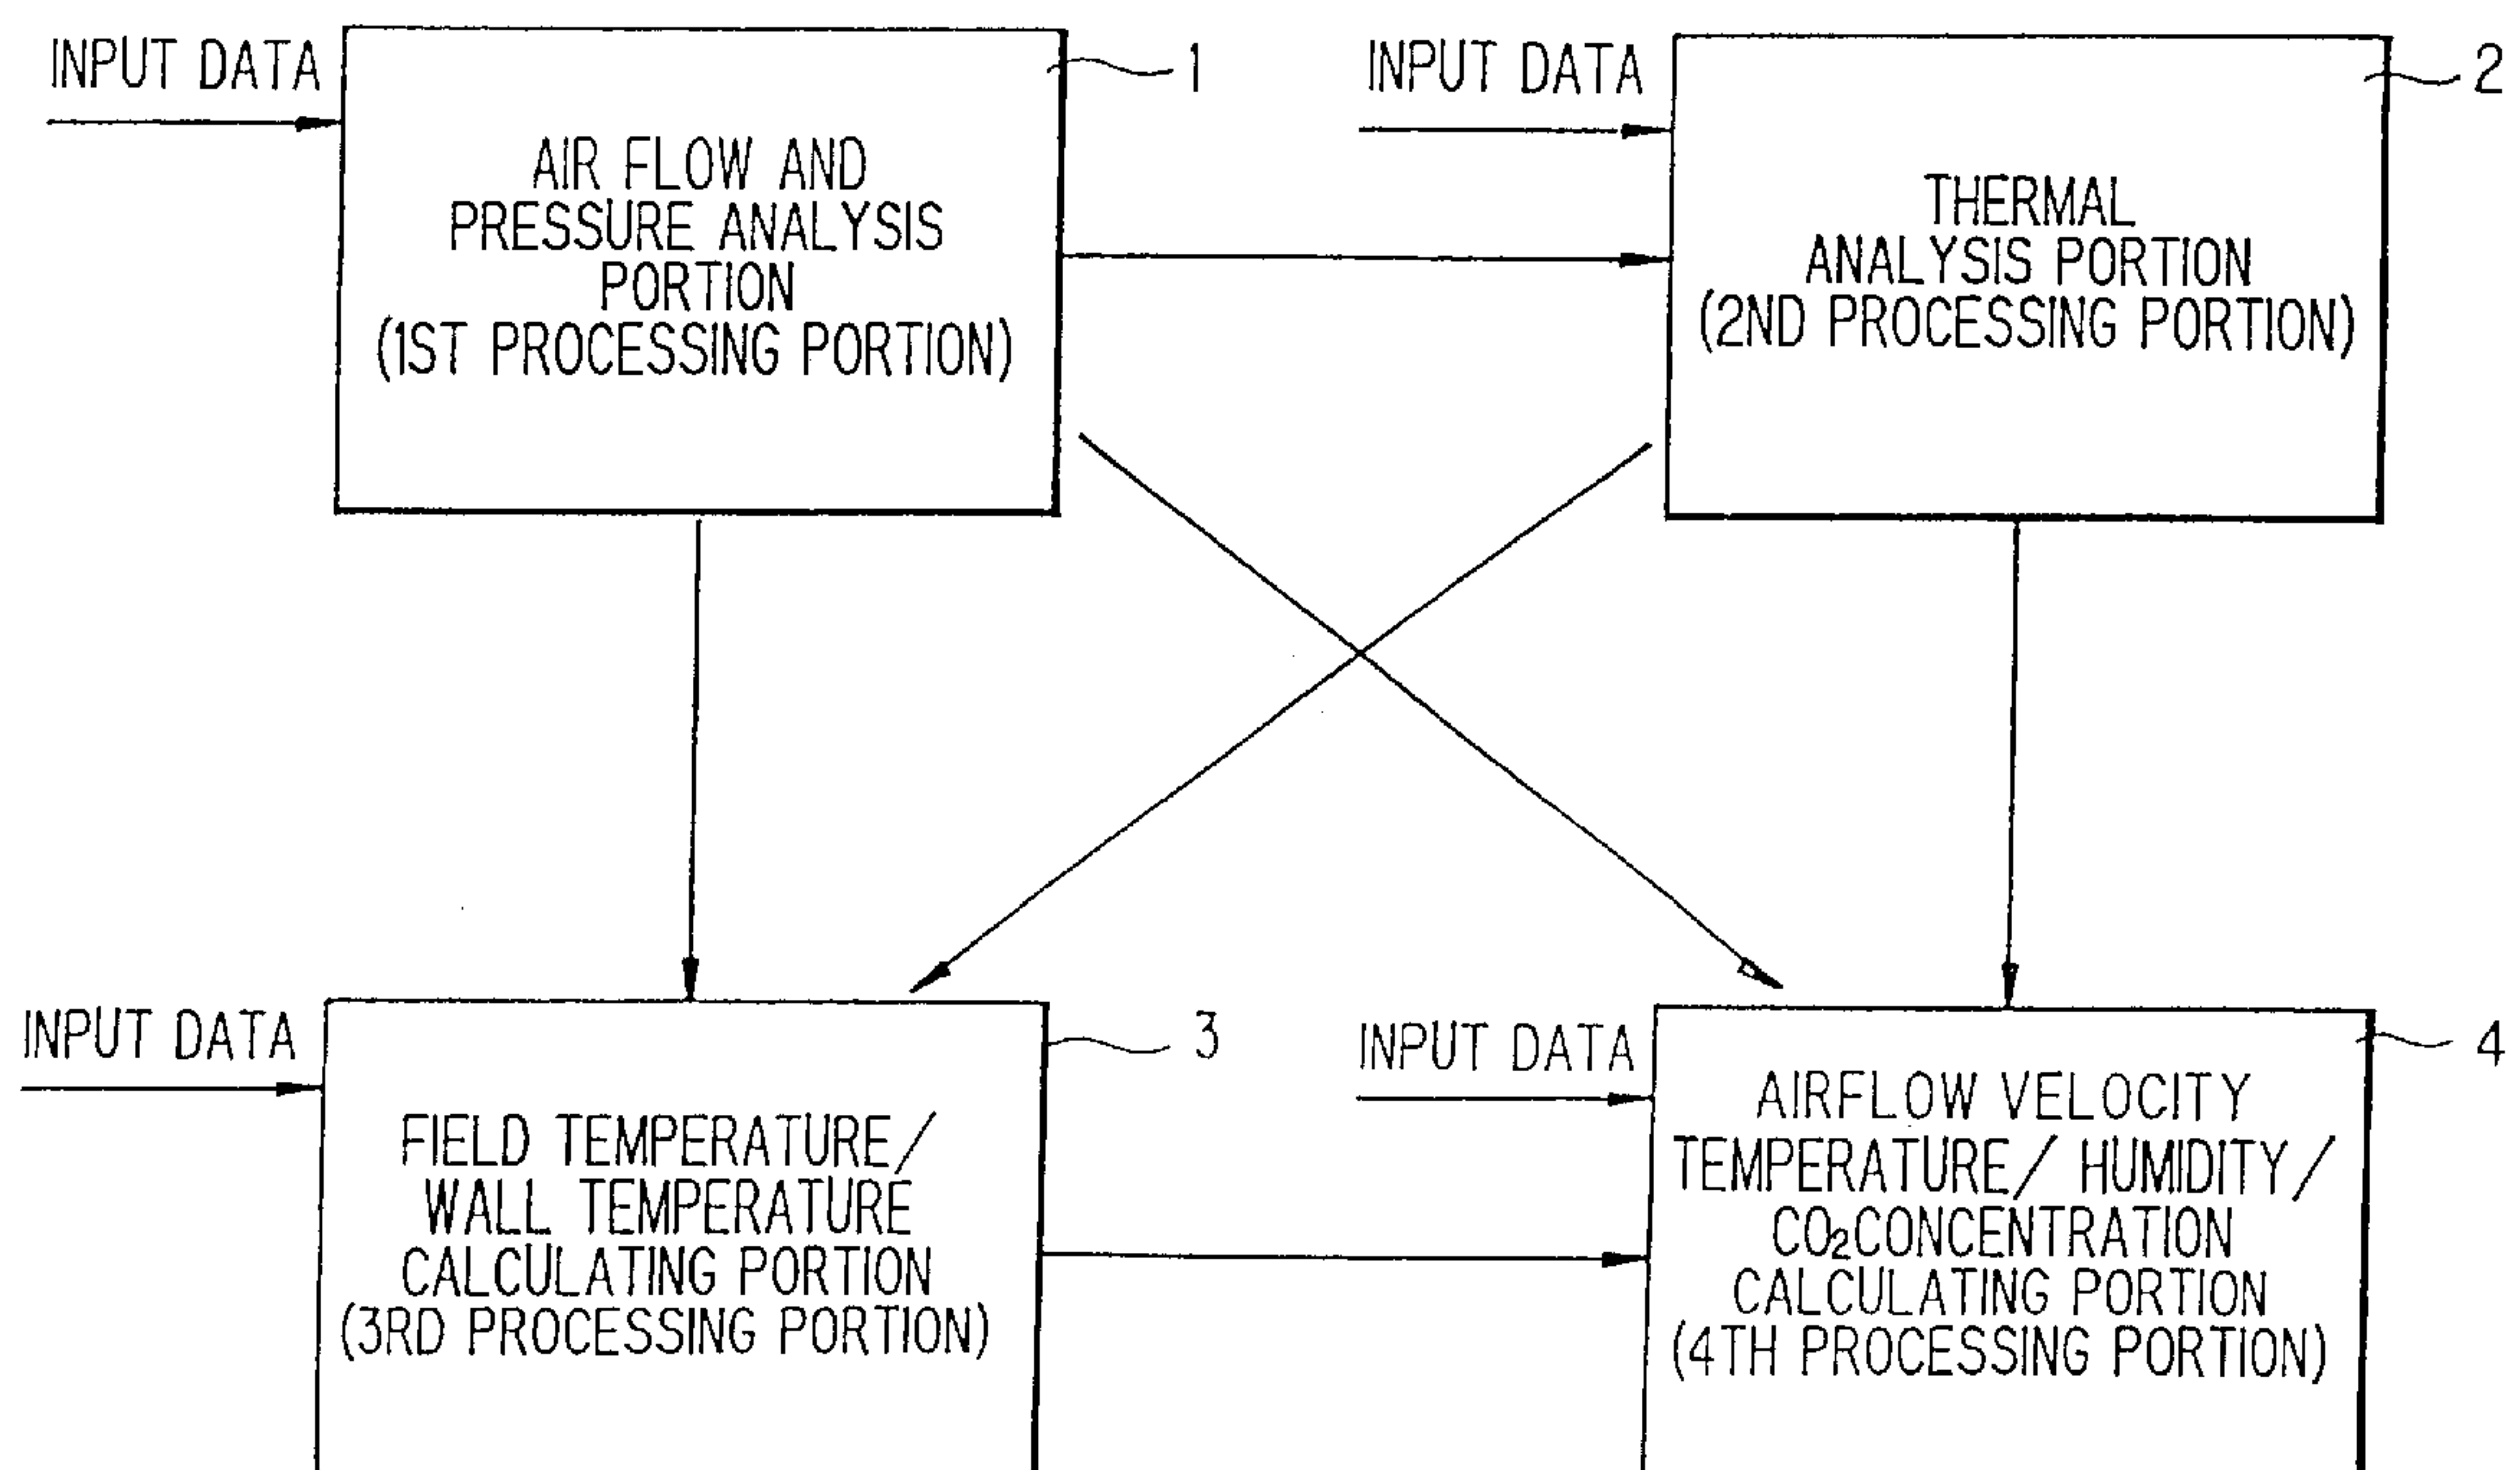 INPUT DATA
1
AIR FLOW AND
PRESSURE ANALYSIS
PORTION
(1ST PROCESSING PORTION)
INPUT DATA
2
THERMAL
ANALYSIS PORTION
(2ND PROCESSING PORTION)
INPUT DATA
3
FIELD TEMPERATURE/
WALL TEMPERATURE
CALCULATING PORTION
(3RD PROCESSING PORTION)
INPUT DATA
4
AIRFLOW VELOCITY
TEMPERATURE/ HUMIDITY/
CO₂CONCENTRATION
CALCULATING PORTION
(4TH PROCESSING PORTION)